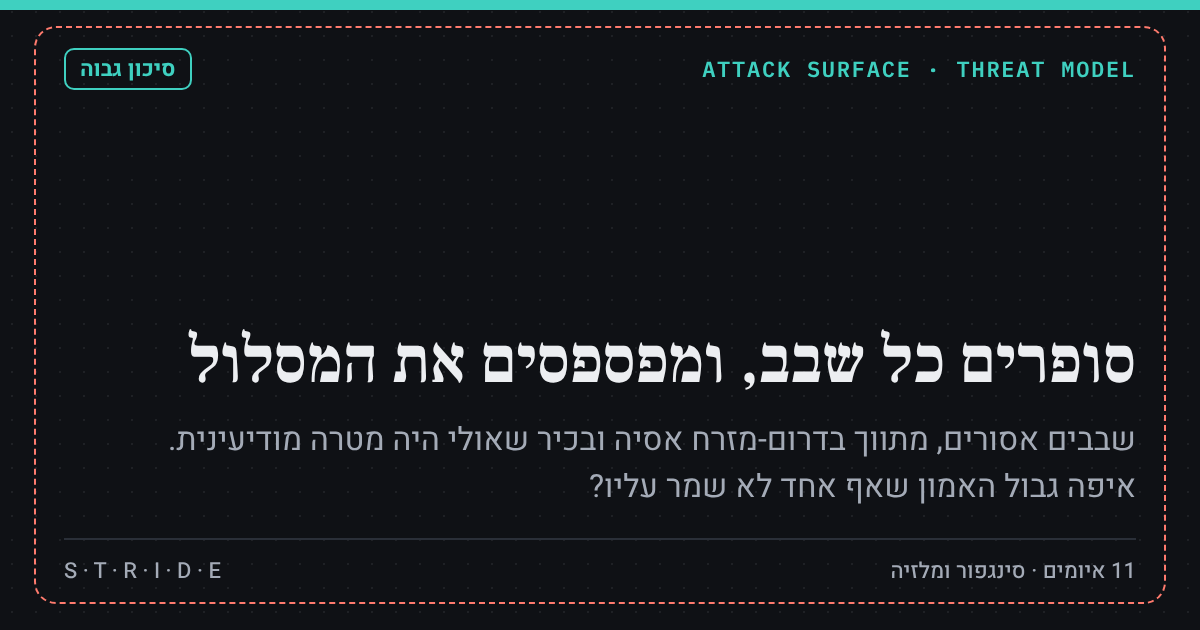 ATTACK SURFACE · THREAT MODEL
סיכון גבוה
סופרים כל שבב, ומפספסים את המסלול
שבבים אסורים, מתווך בדרום-מזרח אסיה ובכיר שאולי היה מטרה מודיעינית.
איפה גבול האמון שאף אחד לא שמר עליו?
11 איומים · סינגפור ומלזיה
S·T·R·I·D·E